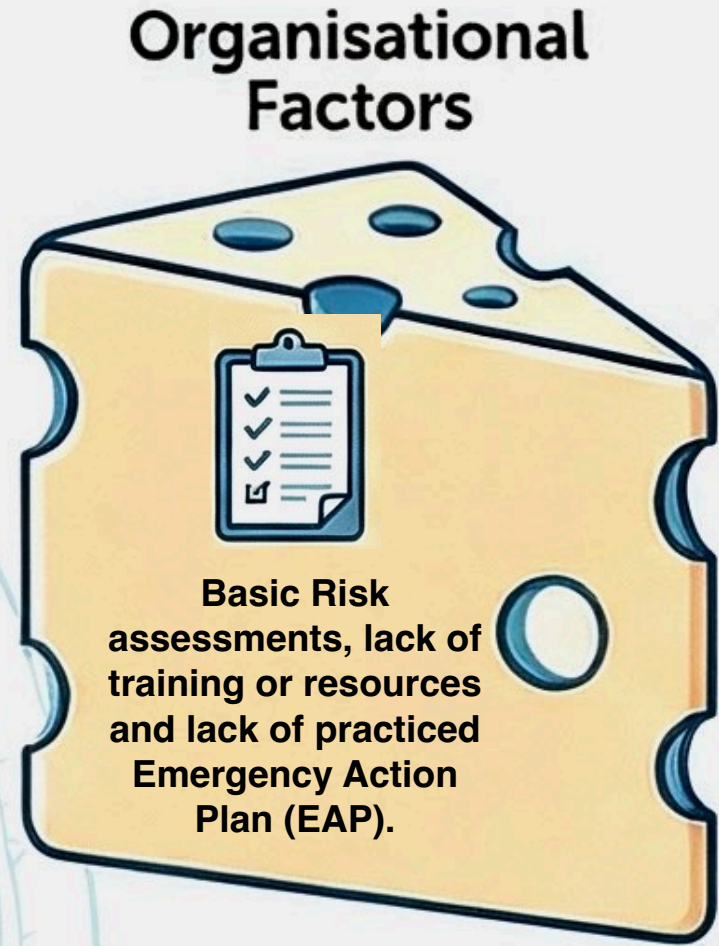 Organisational
Factors
Basic Risk
assessments, lack of
training or resources
and lack of practiced
Emergency Action
Plan (EAP).